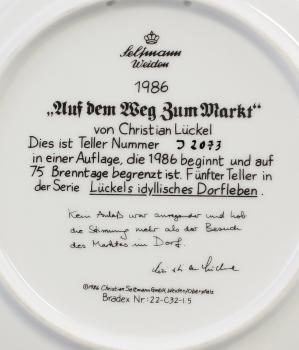 Seltmann
Weiden
1986
„Auf dem Weg Zum Markt“
von Christian Lückel
Dies ist Teller Nummer J 2073
in einer Auflage, die 1986 beginnt und auf
75 Brenntage begrenzt ist. Fünfter Teller in
der Serie Lückels idyllisches Dorfleben.
Kein Anlaß war anregender und hob
die Stimmung mehr als der Besuch
des Marktes im Dorf.
Christian Lückel
©1986 Christian Seltmann GmbH, Weiden/Oberpfalz
Bradex Nr: 22-C32-1.5